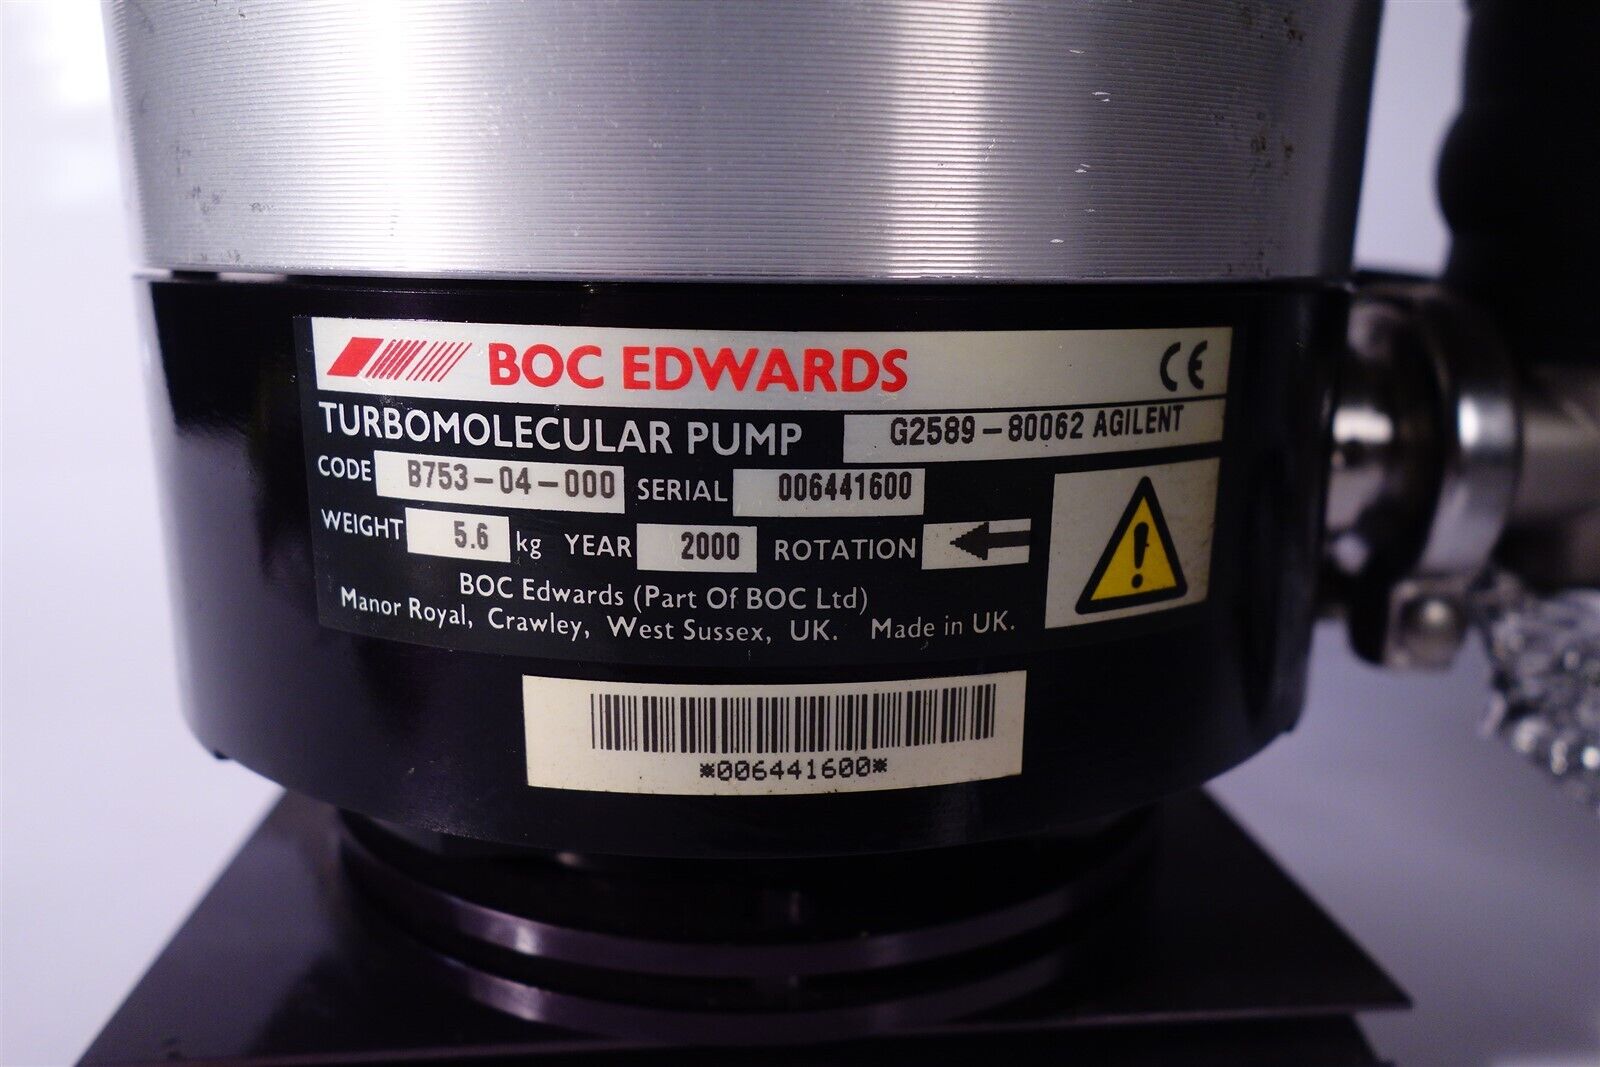 BOC EDWARDS CE
TURBOMOLECULAR PUMP G2589-80062 AGILENT
CODE B753-04-000 SERIAL 006441600
WEIGHT 5.6 kg YEAR 2000 ROTATION
BOC Edwards (Part Of BOC Ltd)
Manor Royal, Crawley, West Sussex, UK. Made in UK.
*006441600*